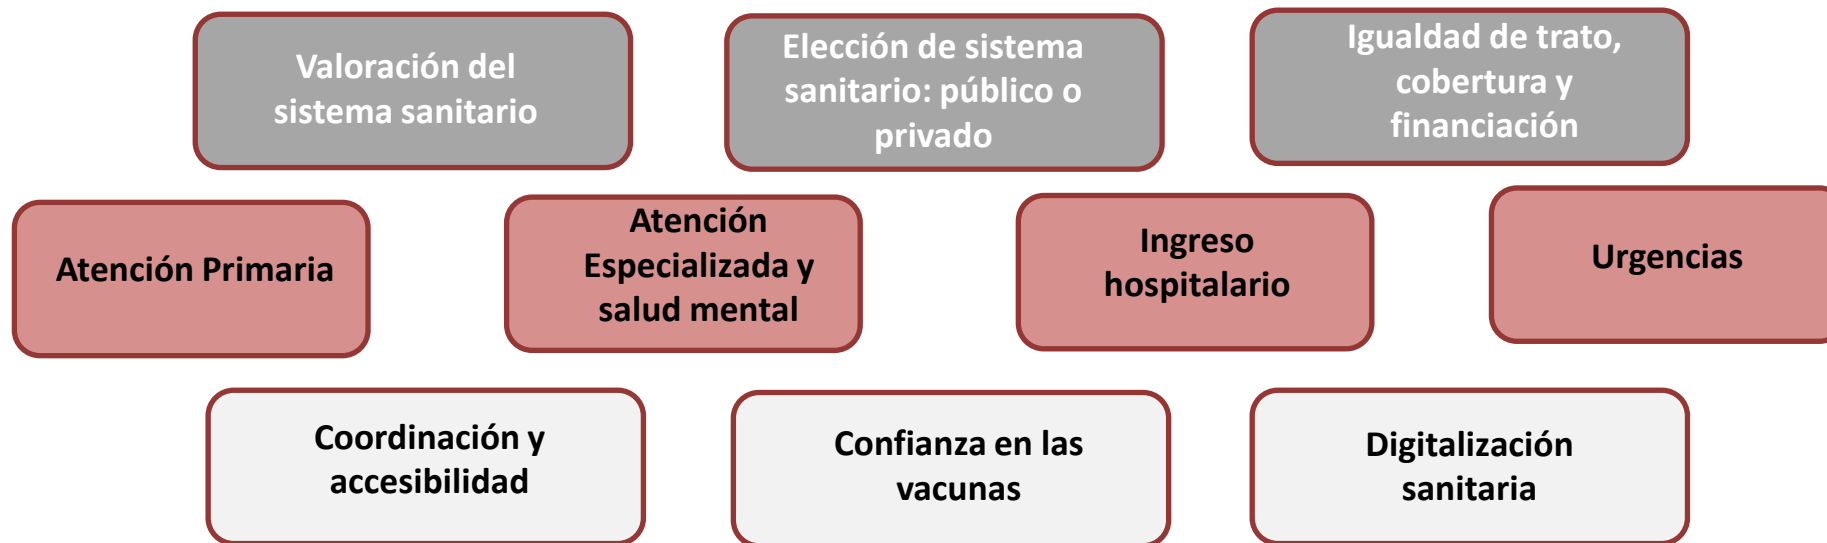 Valoración del
sistema sanitario
Elección de sistema
sanitario: público o
privado
Igualdad de trato,
cobertura y
financiación
Atención Primaria
Atención
Especializada y
salud mental
Ingreso
hospitalario
Urgencias
Coordinación y
accesibilidad
Confianza en las
vacunas
Digitalización
sanitaria